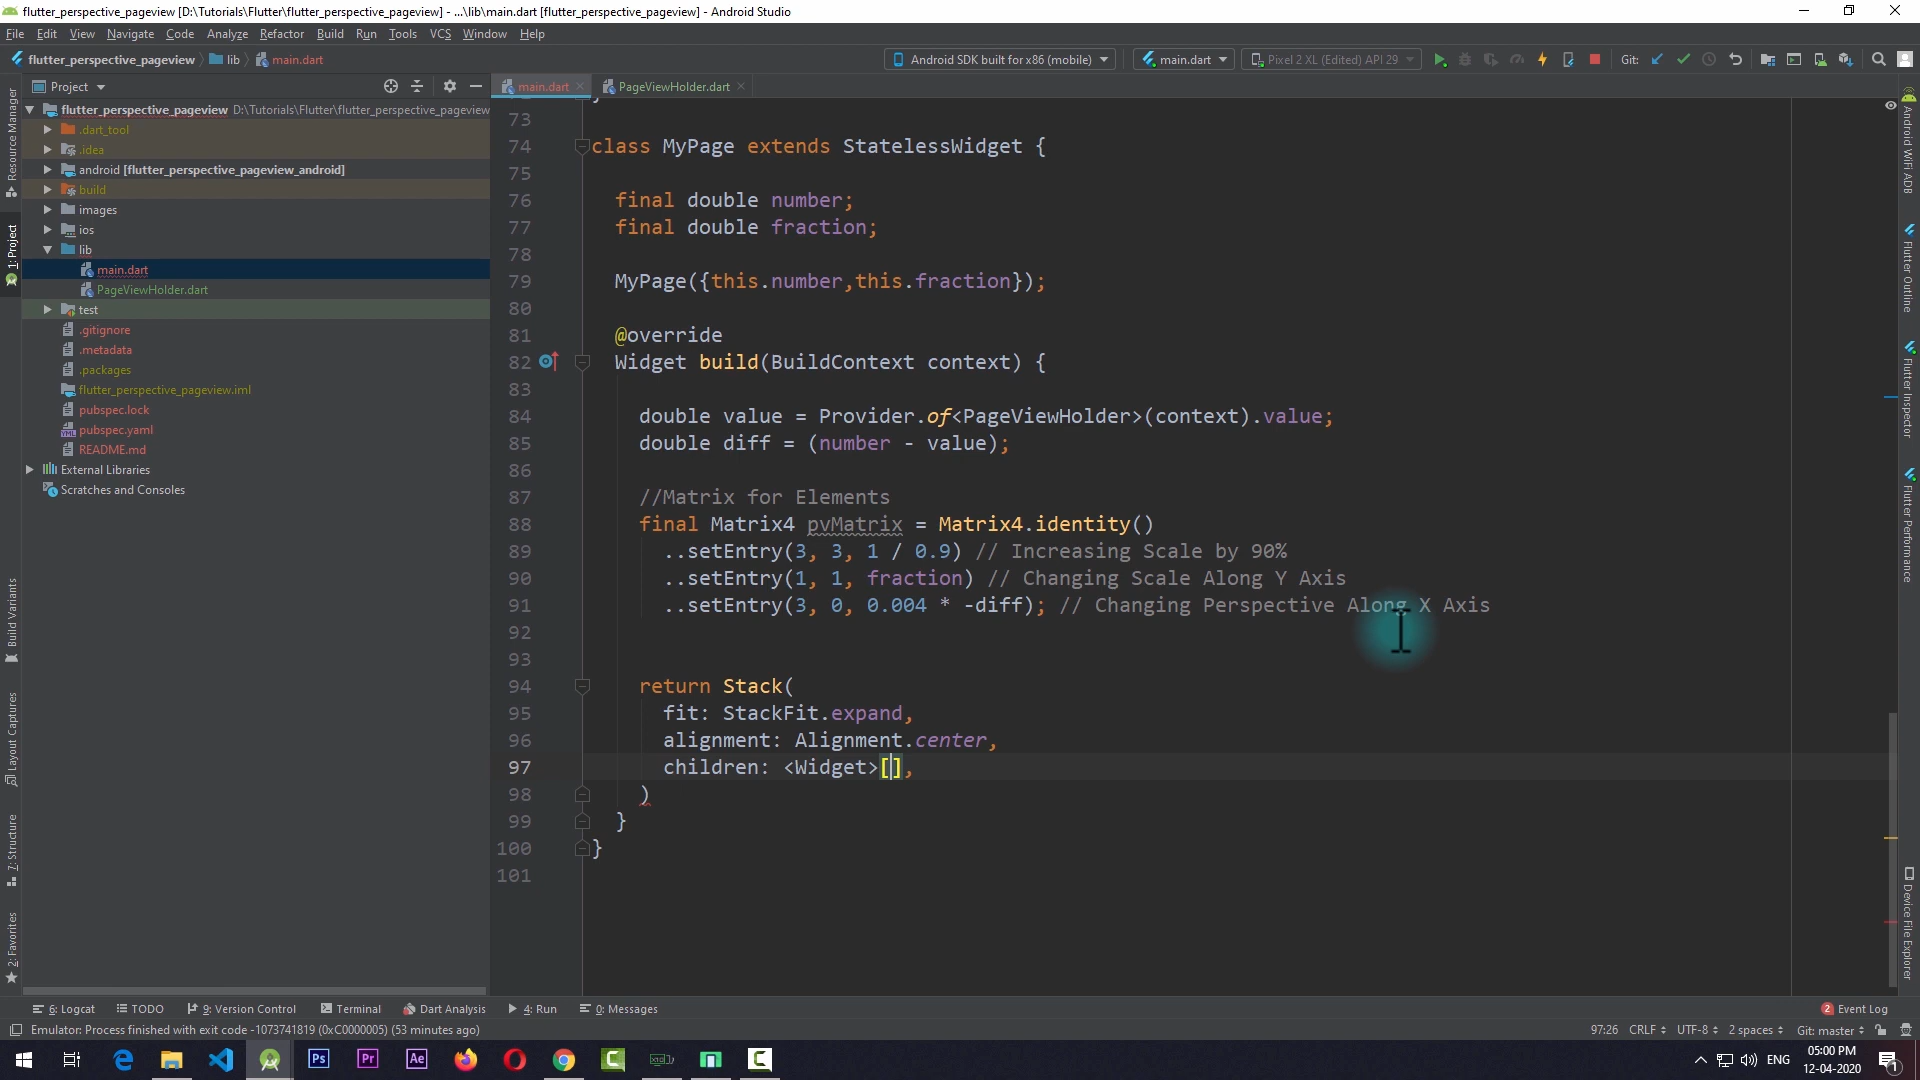 flutter_perspective_pageview [D:\Tutorials\Flutter\flutter_perspective_pageview] - ...\lib\main.dart [flutter_perspective_pageview] - Android Studio
File Edit View Navigate Code Analyze Refactor Build Run Tools VCS Window Help
flutter_perspective_pageview lib main.dart
Android SDK built for x86 (mobile) main.dart Pixel 2 XL (Edited) API 29 Git:
Project
main.dart PageViewHolder.dart
flutter_perspective_pageview D:\Tutorials\Flutter\flutter_perspective_pageview
.dart_tool
.idea
android [flutter_perspective_pageview_android]
build
images
ios
lib
main.dart
PageViewHolder.dart
test
.gitignore
.metadata
.packages
flutter_perspective_pageview.iml
pubspec.lock
pubspec.yaml
README.md
External Libraries
Scratches and Consoles
Resource Manager
1: Project
Build Variants
Layout Captures
7: Structure
2: Favorites
73
74 class MyPage extends StatelessWidget {
75
76 final double number;
77 final double fraction;
78
79 MyPage({this.number,this.fraction});
80
81 @override
82 Widget build(BuildContext context) {
83
84 double value = Provider.of<PageViewHolder>(context).value;
85 double diff = (number - value);
86
87 //Matrix for Elements
88 final Matrix4 pvMatrix = Matrix4.identity()
89 ..setEntry(3, 3, 1 / 0.9) // Increasing Scale by 90%
90 ..setEntry(1, 1, fraction) // Changing Scale Along Y Axis
91 ..setEntry(3, 0, 0.004 * -diff); // Changing Perspective Along X Axis
92
93
94 return Stack(
95 fit: StackFit.expand,
96 alignment: Alignment.center,
97 children: <Widget>[],
98 )
99 }
100 }
101
Android WiFi ADB
Flutter Outline
Flutter Inspector
Flutter Performance
Device File Explorer
6: Logcat TODO 9: Version Control Terminal Dart Analysis 4: Run 0: Messages 2 Event Log
Emulator: Process finished with exit code -1073741819 (0xC0000005) (53 minutes ago) 97:26 CRLF UTF-8 2 spaces Git: master
Ps Pr Ae ENG 05:00 PM
12-04-2020 1